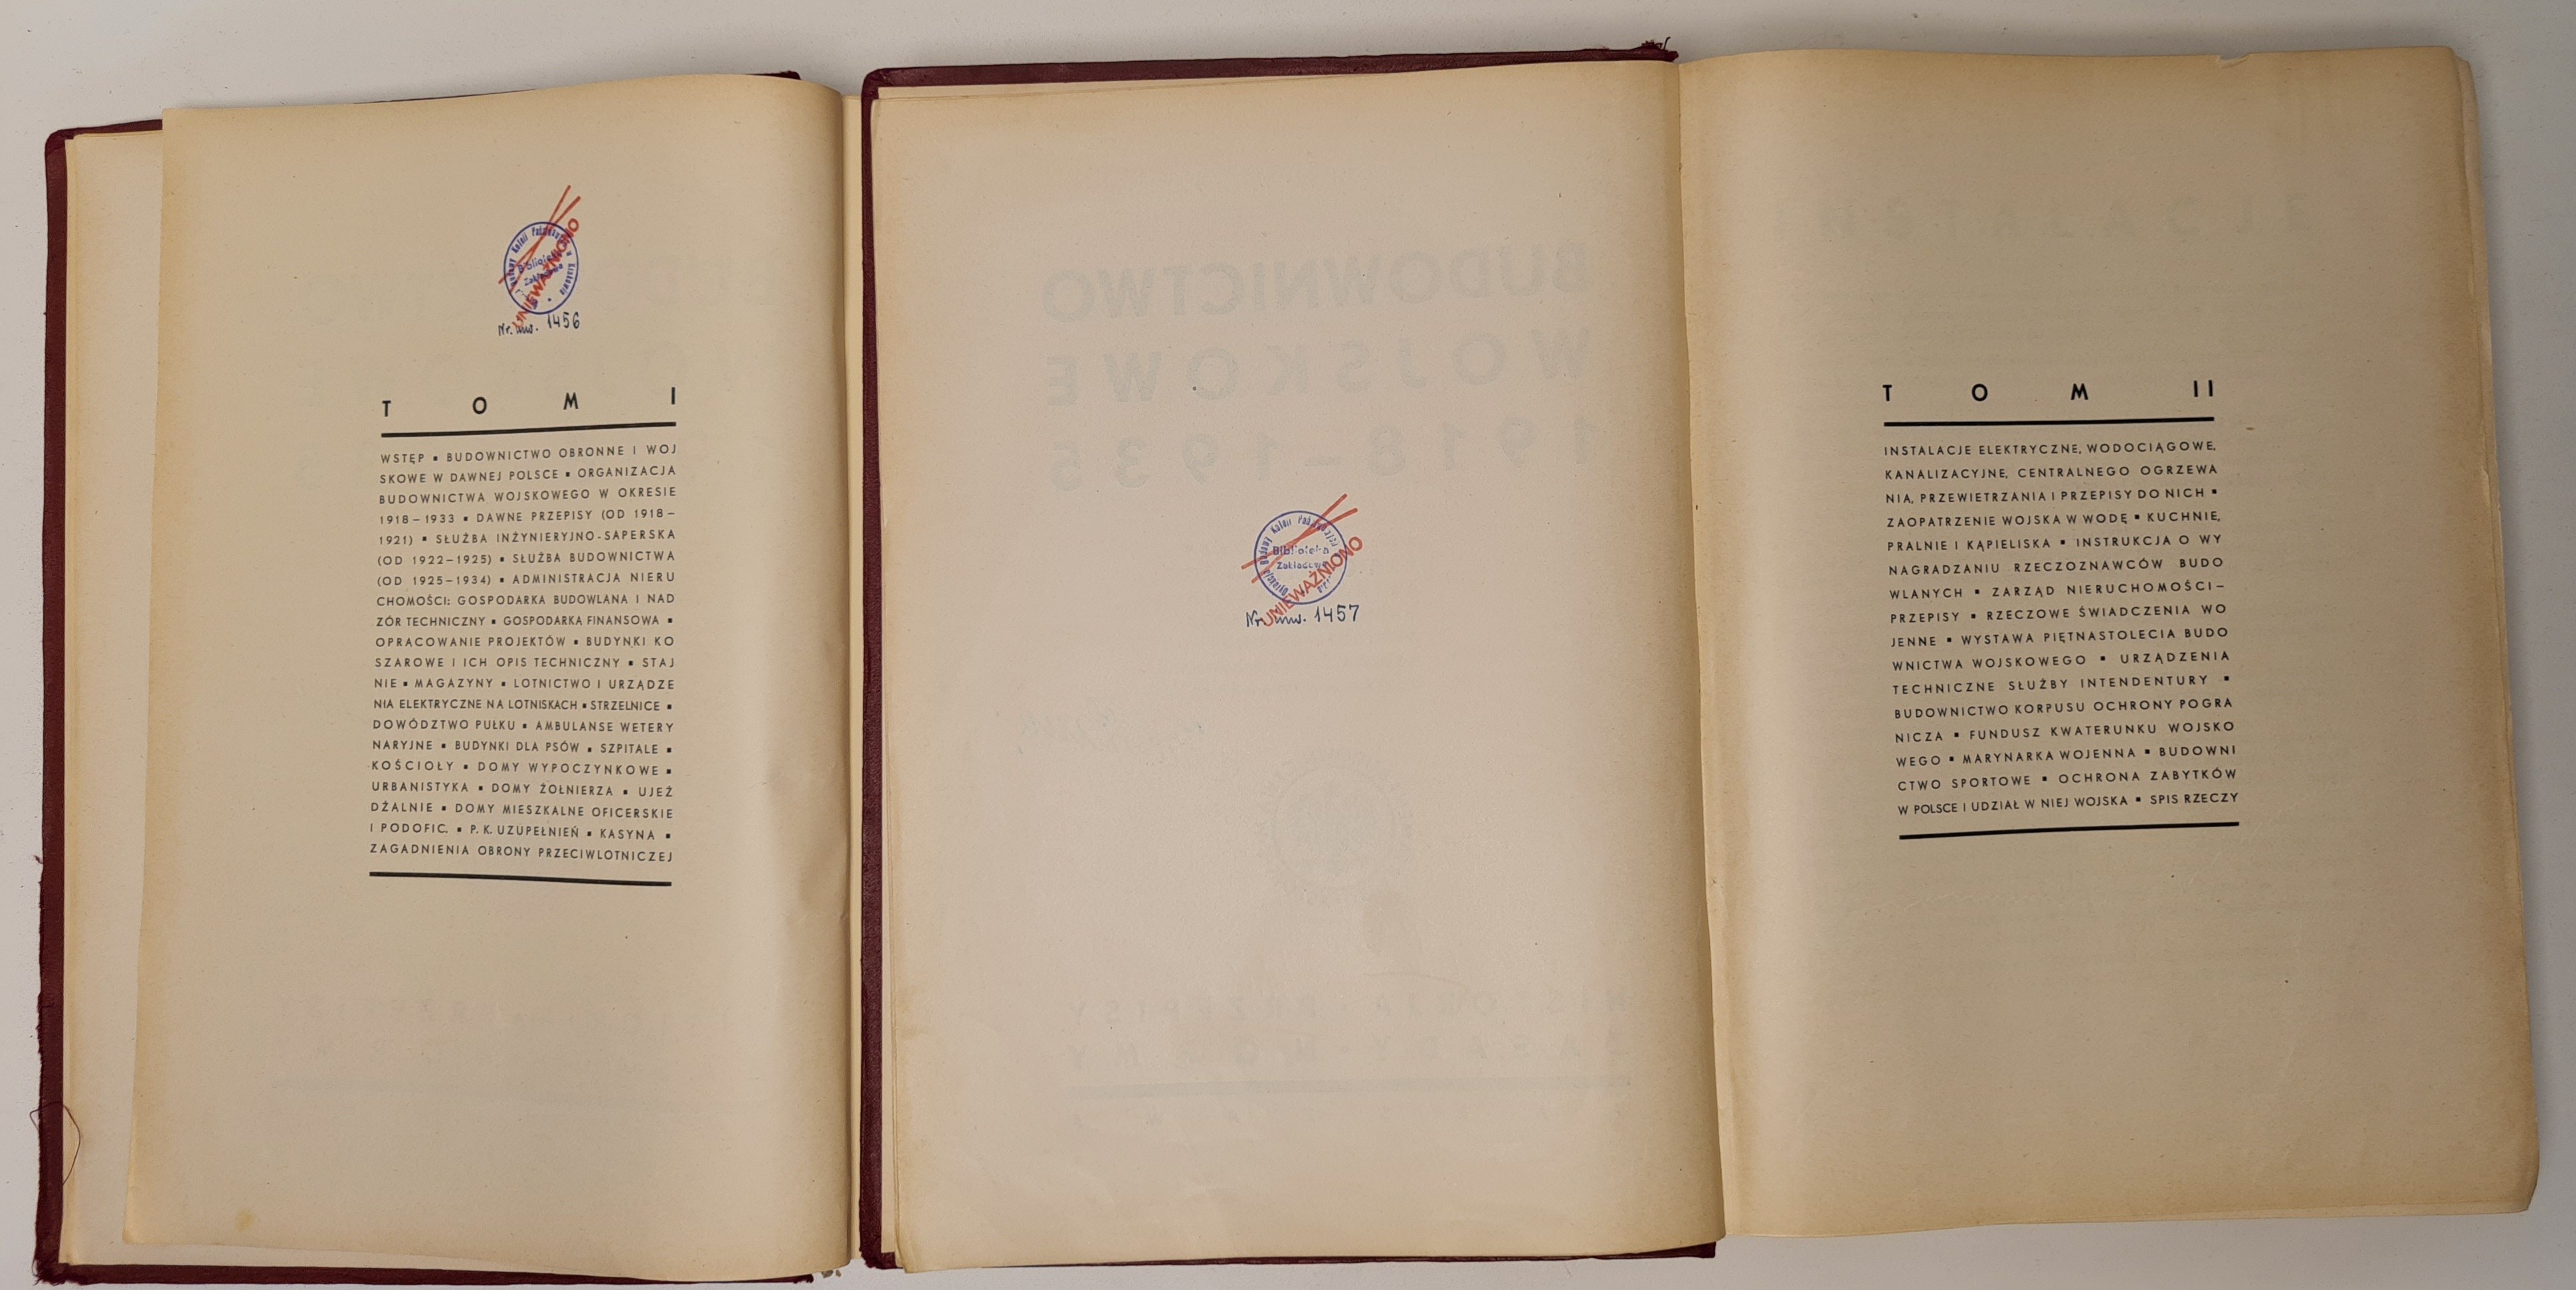 Biblioteka
UNIEWAŻNIONO
Nr. inw. 1456
TOM I
WSTĘP ▪ BUDOWNICTWO OBRONNE I WOJ
SKOWE W DAWNEJ POLSCE ▪ ORGANIZACJA
BUDOWNICTWA WOJSKOWEGO W OKRESIE
1918–1933 ▪ DAWNE PRZEPISY (OD 1918–
1921) ▪ SŁUŻBA INŻYNIERYJNO-SAPERSKA
(OD 1922–1925) ▪ SŁUŻBA BUDOWNICTWA
(OD 1925–1934) ▪ ADMINISTRACJA NIERU
CHOMOŚCI: GOSPODARKA BUDOWLANA I NAD
ZÓR TECHNICZNY ▪ GOSPODARKA FINANSOWA ▪
OPRACOWANIE PROJEKTÓW ▪ BUDYNKI KO
SZAROWE I ICH OPIS TECHNICZNY ▪ STAJ
NIE ▪ MAGAZYNY ▪ LOTNICTWO I URZĄDZE
NIA ELEKTRYCZNE NA LOTNISKACH ▪ STRZELNICE ▪
DOWÓDZTWO PUŁKU ▪ AMBULANSE WETERY
NARYJNE ▪ BUDYNKI DLA PSÓW ▪ SZPITALE ▪
KOŚCIOŁY ▪ DOMY WYPOCZYNKOWE ▪
URBANISTYKA ▪ DOMY ŻOŁNIERZA ▪ UJEŻ
DŻALNIE ▪ DOMY MIESZKALNE OFICERSKIE
I PODOFIC. ▪ P. K. UZUPEŁNIEŃ ▪ KASYNA ▪
ZAGADNIENIA OBRONY PRZECIWLOTNICZEJ
BUDOWNICTWO
WOJSKOWE
1918 1935
Biblioteka
Zakładowa
UNIEWAŻNIONO
Nr. inw. 1457
TOM II
INSTALACJE ELEKTRYCZNE, WODOCIĄGOWE,
KANALIZACYJNE, CENTRALNEGO OGRZEWA
NIA, PRZEWIETRZANIA I PRZEPISY DO NICH ▪
ZAOPATRZENIE WOJSKA W WODĘ ▪ KUCHNIE,
PRALNIE I KĄPIELISKA ▪ INSTRUKCJA O WY
NAGRADZANIU RZECZOZNAWCÓW BUDO
WLANYCH ▪ ZARZĄD NIERUCHOMOŚCI–
PRZEPISY ▪ RZECZOWE ŚWIADCZENIA WO
JENNE ▪ WYSTAWA PIĘTNASTOLECIA BUDO
WNICTWA WOJSKOWEGO ▪ URZĄDZENIA
TECHNICZNE SŁUŻBY INTENDENTURY ▪
BUDOWNICTWO KORPUSU OCHRONY POGRA
NICZA ▪ FUNDUSZ KWATERUNKU WOJSKO
WEGO ▪ MARYNARKA WOJENNA ▪ BUDOWNI
CTWO SPORTOWE ▪ OCHRONA ZABYTKÓW
W POLSCE I UDZIAŁ W NIEJ WOJSKA ▪ SPIS RZECZY